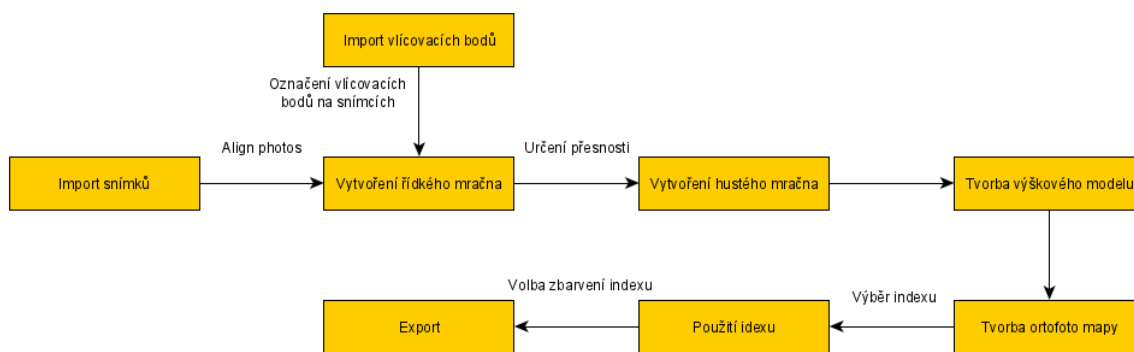 Import vlícovacích bodů
Označení vlícovacích
bodů na snímcích
Align photos
Určení přesnosti
Import snímků
Vytvoření řídkého mračna
Vytvoření hustého mračna
Tvorba výškového modelu
Volba zbarvení indexu
Výběr indexu
Export
Použití idexu
Tvorba ortofoto mapy